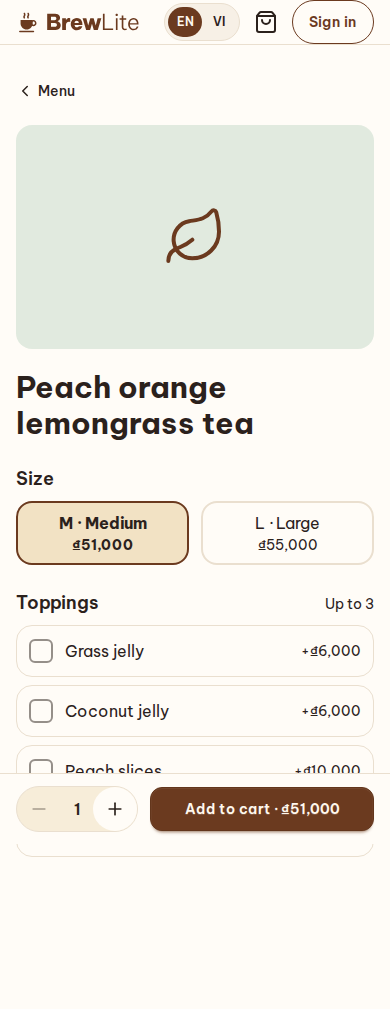 BrewLite
EN VI
Sign in
Menu
Peach orange
lemongrass tea
Size
M · Medium
₫51,000
L · Large
₫55,000
Toppings
Up to 3
Grass jelly
+₫6,000
Coconut jelly
+₫6,000
Peach slices
+₫10,000
1
Add to cart · ₫51,000